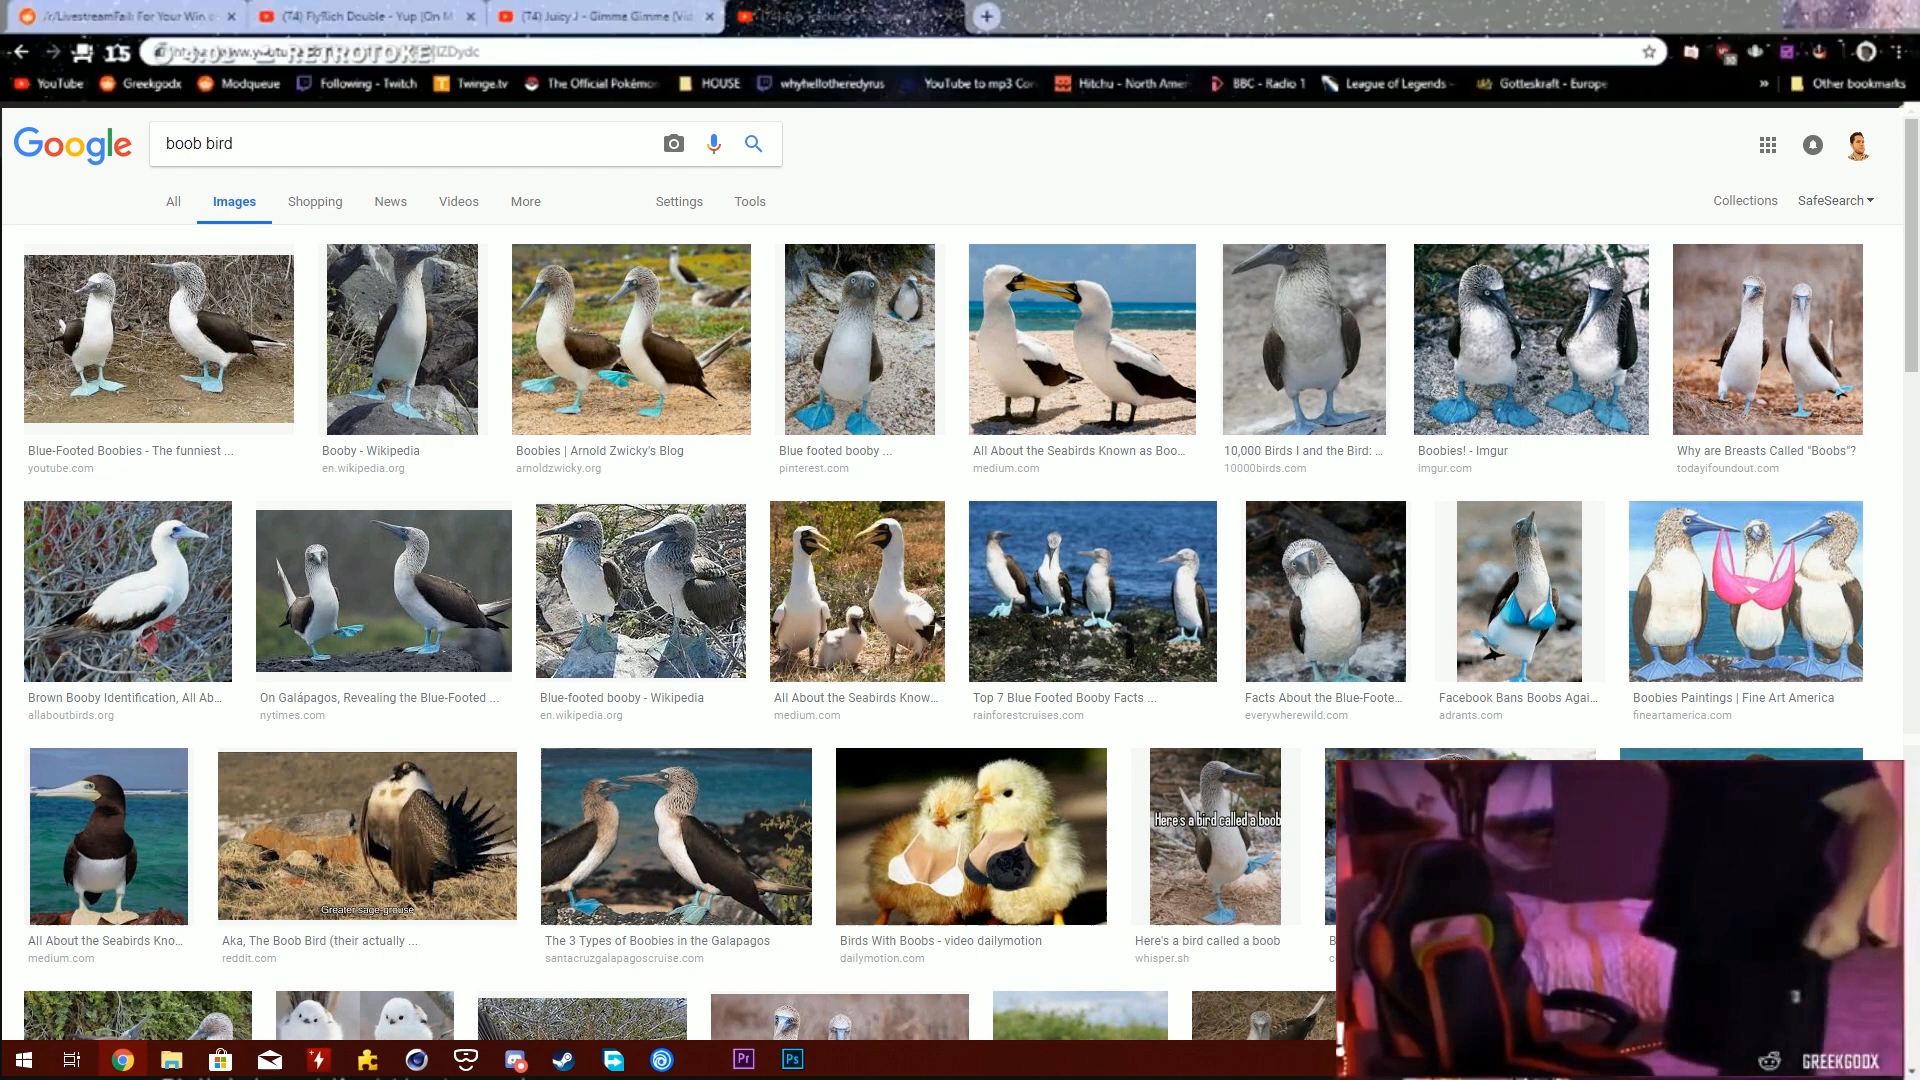 /r/LivestreamFail: For Your Win
(T4) FlyRich Double - Yup (On M
(T4) Juicy J - Gimme Gimme (Vid
15
RETROTOKE
YouTube
Greekgodx
Modqueue
Following - Twitch
Twinge.tv
The Official Pokémo
HOUSE
whyhellotheredyrus
YouTube to mp3 Co
Hitchu - North Amer
BBC - Radio 1
League of Legends -
Gotteskraft - Europe
»
Other bookmarks
Google
boob bird
All
Images
Shopping
News
Videos
More
Settings
Tools
Collections
SafeSearch
Blue-Footed Boobies - The funniest ...
youtube.com
Booby - Wikipedia
en.wikipedia.org
Boobies | Arnold Zwicky's Blog
arnoldzwicky.org
Blue footed booby ...
pinterest.com
All About the Seabirds Known as Boo...
medium.com
10,000 Birds I and the Bird: ...
10000birds.com
Boobies! - Imgur
imgur.com
Why are Breasts Called "Boobs"?
todayifoundout.com
Brown Booby Identification, All Ab...
allaboutbirds.org
On Galápagos, Revealing the Blue-Footed ...
nytimes.com
Blue-footed booby - Wikipedia
en.wikipedia.org
All About the Seabirds Know...
medium.com
Top 7 Blue Footed Booby Facts ...
rainforestcruises.com
Facts About the Blue-Foote...
everywherewild.com
Facebook Bans Boobs Agai...
adrants.com
Boobies Paintings | Fine Art America
fineartamerica.com
Greater sage-grouse
Here's a bird called a boob
All About the Seabirds Kno...
medium.com
Aka, The Boob Bird (their actually ...
reddit.com
The 3 Types of Boobies in the Galapagos
santacruzgalapagoscruise.com
Birds With Boobs - video dailymotion
dailymotion.com
Here's a bird called a boob
whisper.sh
Pr
Ps
GREEKGODX